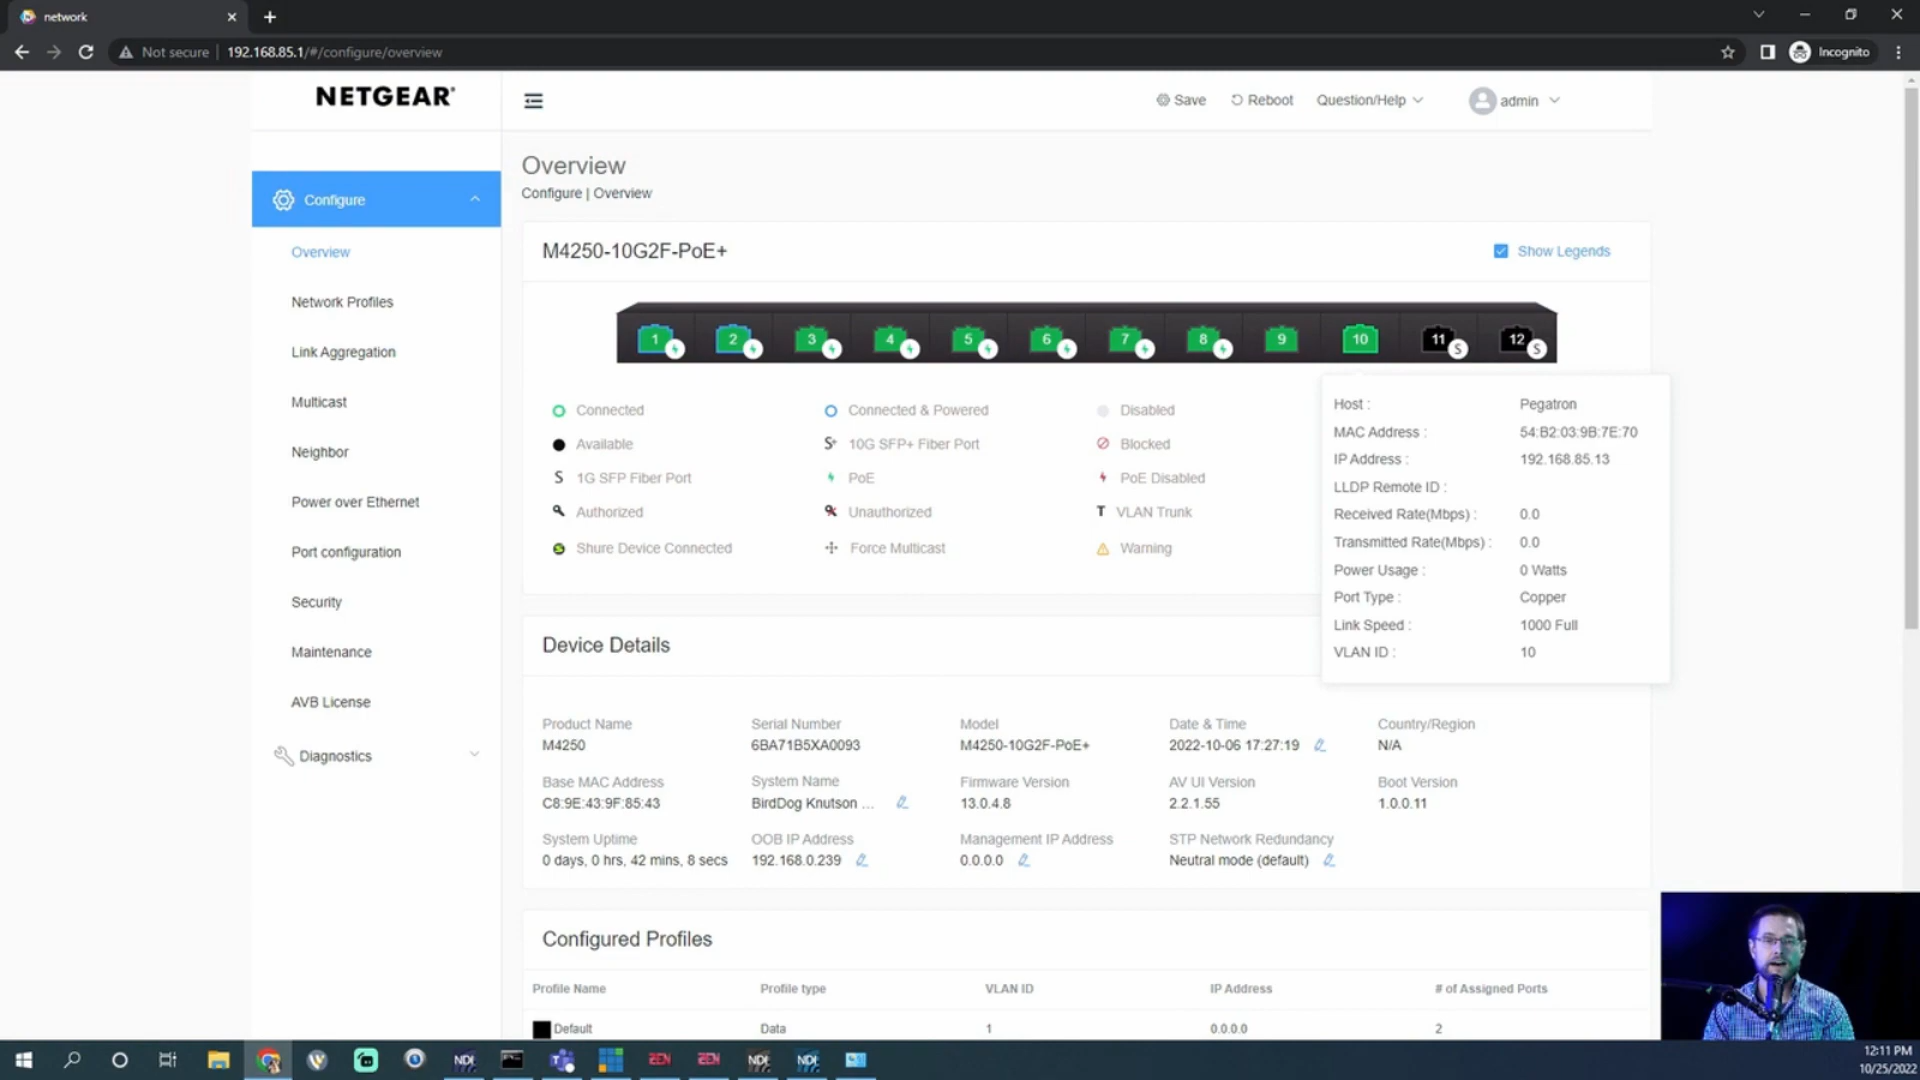 network
Not secure
192.168.85.1/#/configure/overview
Incognito
NETGEAR
Save
Reboot
Question/Help
admin
Overview
Configure | Overview
Configure
Overview
Network Profiles
Link Aggregation
Multicast
Neighbor
Power over Ethernet
Port configuration
Security
Maintenance
AVB License
Diagnostics
M4250-10G2F-PoE+
Show Legends
1 2 3 4 5 6 7 8 9 10 11 S 12 S
Connected
Connected & Powered
Disabled
Available
S+ 10G SFP+ Fiber Port
Blocked
S 1G SFP Fiber Port
PoE
PoE Disabled
Authorized
Unauthorized
T VLAN Trunk
Shure Device Connected
Force Multicast
Warning
Host : Pegatron
MAC Address : 54:B2:03:9B:7E:70
IP Address : 192.168.85.13
LLDP Remote ID :
Received Rate(Mbps) : 0.0
Transmitted Rate(Mbps) : 0.0
Power Usage : 0 Watts
Port Type : Copper
Link Speed : 1000 Full
VLAN ID : 10
Device Details
Product Name Serial Number Model Date & Time Country/Region
M4250 6BA71B5XA0093 M4250-10G2F-PoE+ 2022-10-06 17:27:19 N/A
Base MAC Address System Name Firmware Version AV UI Version Boot Version
C8:9E:43:9F:85:43 BirdDog Knutson ... 13.0.4.8 2.2.1.55 1.0.0.11
System Uptime OOB IP Address Management IP Address STP Network Redundancy
0 days, 0 hrs, 42 mins, 8 secs 192.168.0.239 0.0.0.0 Neutral mode (default)
Configured Profiles
Profile Name Profile type VLAN ID IP Address # of Assigned Ports
Default Data 1 0.0.0.0 2
NDI
NDI
NDI
12:11 PM
10/25/2022